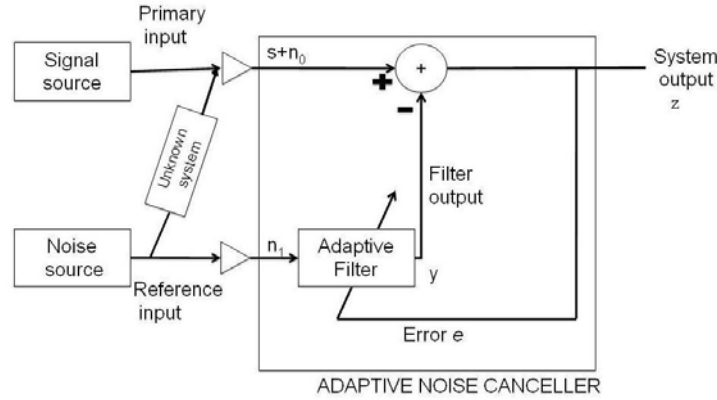 Primary
input
Signal
source
s+n₀
+
+
−
System
output
z
Unknown
system
Filter
output
Noise
source
n₁
Adaptive
Filter
y
Reference
input
Error e
ADAPTIVE NOISE CANCELLER